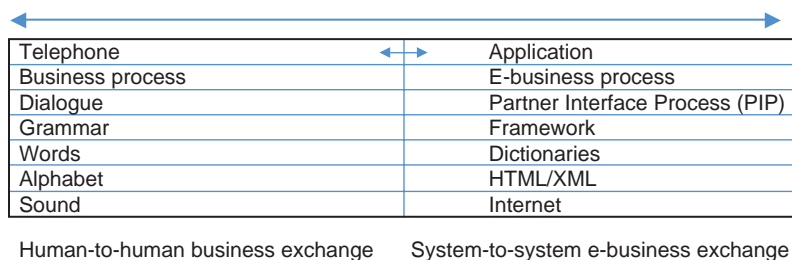 Telephone Application
Business process E-business process
Dialogue Partner Interface Process (PIP)
Grammar Framework
Words Dictionaries
Alphabet HTML/XML
Sound Internet
Human-to-human business exchange System-to-system e-business exchange